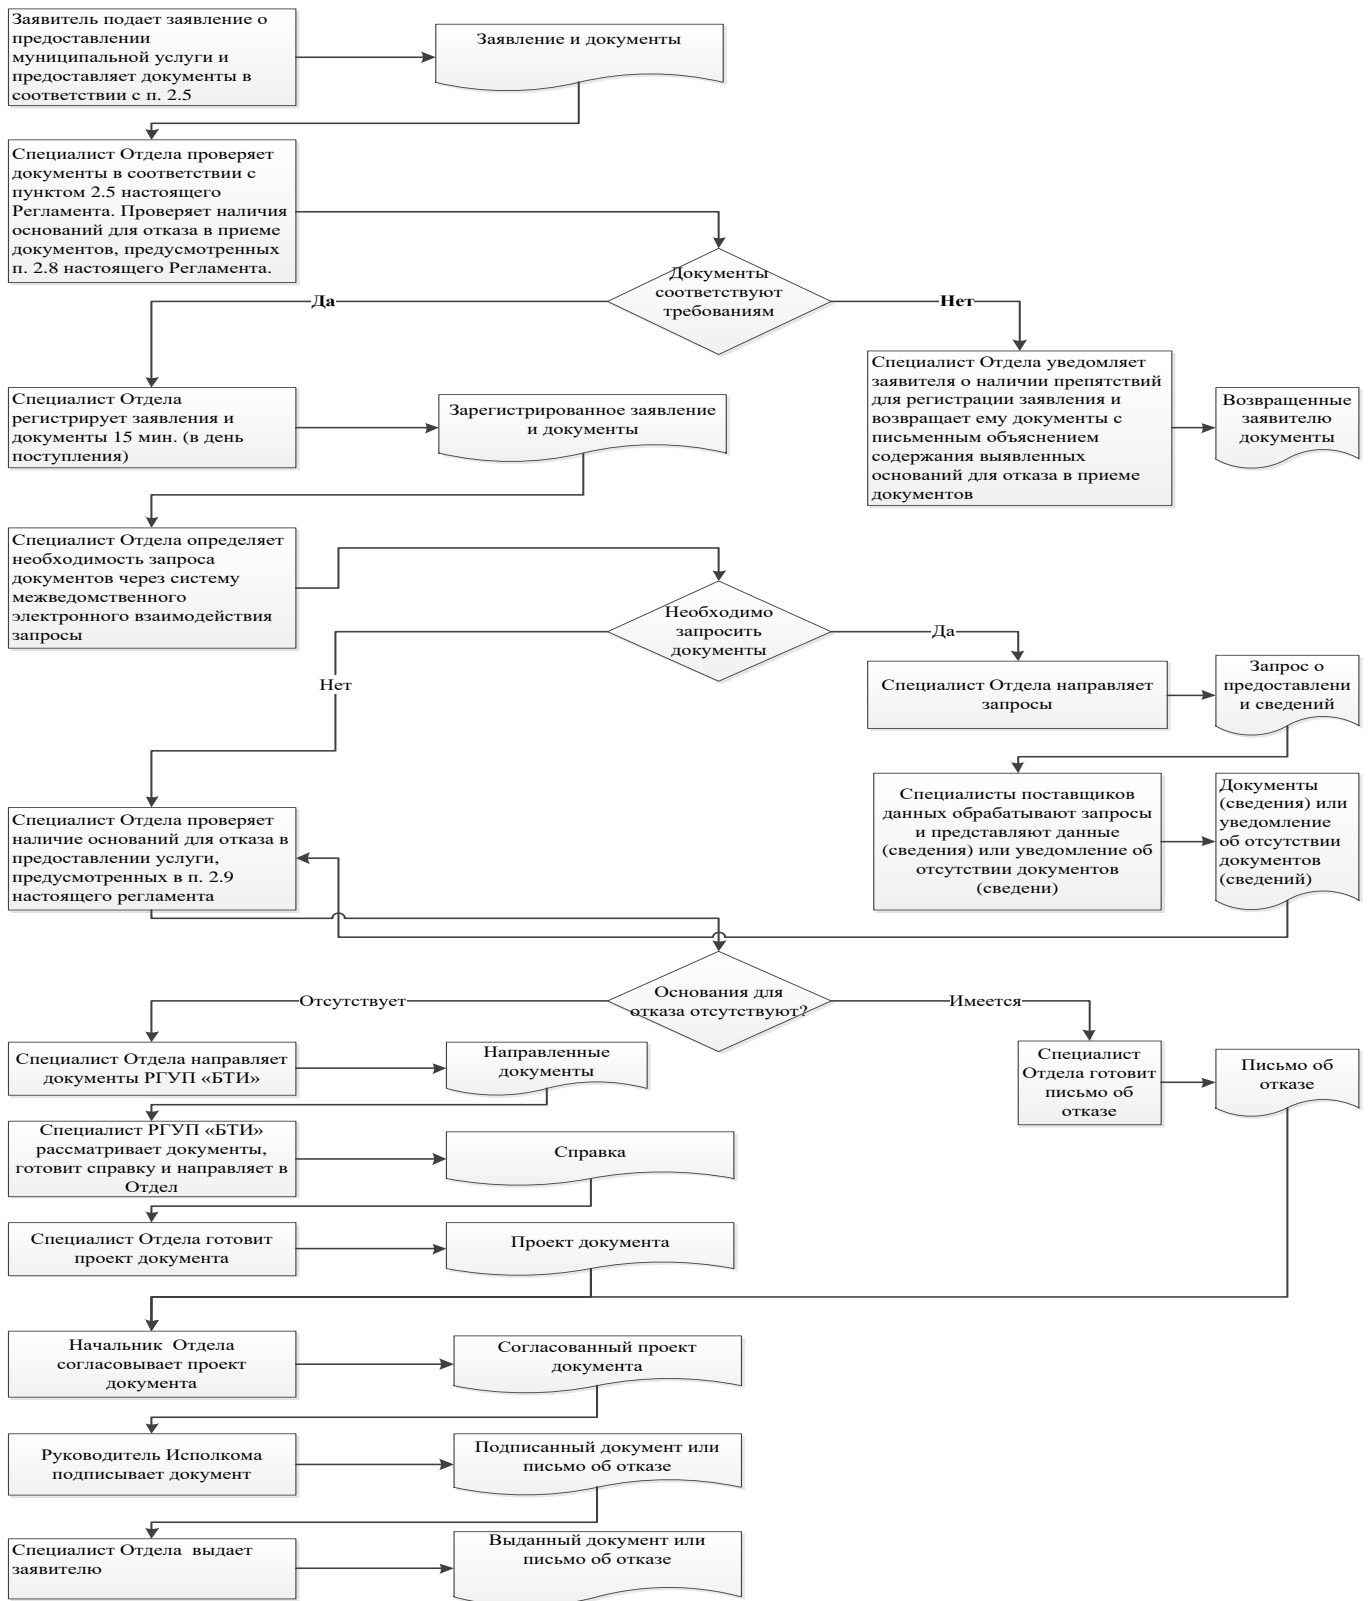 Заявитель подает заявление о
предоставлении
муниципальной услуги и
предоставляет документы в
соответствии с п. 2.5
Заявление и документы
Специалист Отдела проверяет
документы в соответствии с
пунктом 2.5 настоящего
Регламента. Проверяет наличия
оснований для отказа в приеме
документов, предусмотренных
п. 2.8 настоящего Регламента.
Документы
соответствуют
требованиям
Да
Нет
Специалист Отдела
регистрирует заявления и
документы 15 мин. (в день
поступления)
Зарегистрированное заявление
и документы
Специалист Отдела уведомляет
заявителя о наличии препятствий
для регистрации заявления и
возвращает ему документы с
письменным объяснением
содержания выявленных
оснований для отказа в приеме
документов
Возвращенные
заявителю
документы
Специалист Отдела определяет
необходимость запроса
документов через систему
межведомственного
электронного взаимодействия
запросы
Необходимо
запросить
документы
Да
Нет
Специалист Отдела направляет
запросы
Запрос о
предоставлени
и сведений
Специалисты поставщиков
данных обрабатывают запросы
и представляют данные
(сведения) или уведомление об
отсутствии документов
(сведени)
Документы
(сведения) или
уведомление
об отсутствии
документов
(сведений)
Специалист Отдела проверяет
наличие оснований для отказа в
предоставлении услуги,
предусмотренных в п. 2.9
настоящего регламента
Основания для
отказа отсутствуют?
Отсутствует
Имеется
Специалист Отдела направляет
документы РГУП «БТИ»
Направленные
документы
Специалист
Отдела готовит
письмо об
отказе
Письмо об
отказе
Специалист РГУП «БТИ»
рассматривает документы,
готовит справку и направляет в
Отдел
Справка
Специалист Отдела готовит
проект документа
Проект документа
Начальник  Отдела
согласовывает проект
документа
Согласованный проект
документа
Руководитель Исполкома
подписывает документ
Подписанный документ или
письмо об отказе
Специалист Отдела  выдает
заявителю
Выданный документ или
письмо об отказе